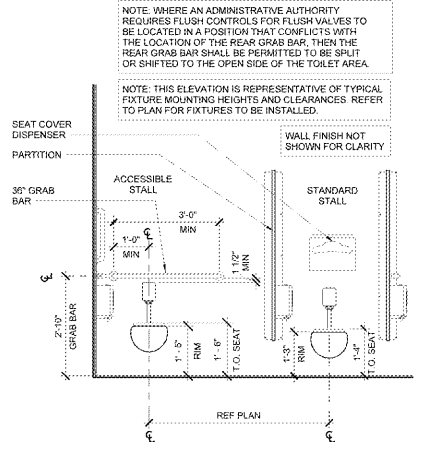 NOTE: WHERE AN ADMINISTRATIVE AUTHORITY
REQUIRES FLUSH CONTROLS FOR FLUSH VALVES TO
BE LOCATED IN A POSITION THAT CONFLICTS WITH
THE LOCATION OF THE REAR GRAB BAR, THEN THE
REAR GRAB BAR SHALL BE PERMITTED TO BE SPLIT
OR SHIFTED TO THE OPEN SIDE OF THE TOILET AREA.
NOTE: THIS ELEVATION IS REPRESENTATIVE OF TYPICAL
FIXTURE MOUNTING HEIGHTS AND CLEARANCES. REFER
TO PLAN FOR FIXTURES TO BE INSTALLED.
SEAT COVER
DISPENSER
WALL FINISH NOT
SHOWN FOR CLARITY
PARTITION
ACCESSIBLE
STALL
STANDARD
STALL
36" GRAB
BAR
3'-0"
MIN
1'-0"
MIN
1 1/2"
MIN
2'-10"
GRAB BAR
1'-5"
RIM
1'-6"
T.O. SEAT
1'-3"
RIM
1'-4"
T.O. SEAT
REF PLAN